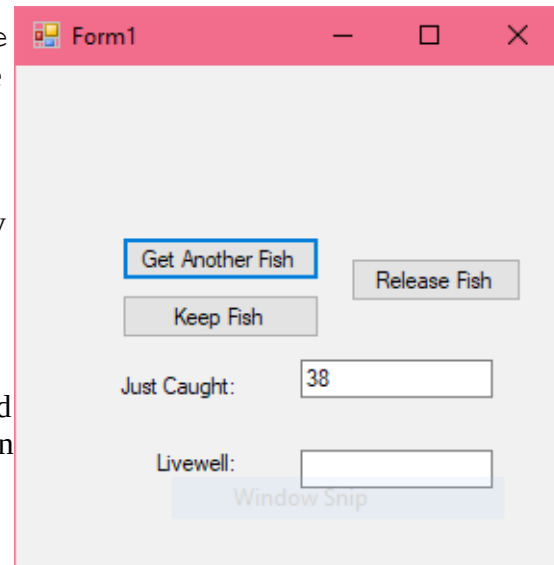 Form1
Get Another Fish
Release Fish
Keep Fish
Just Caught: 38
Livewell:
Window Snip